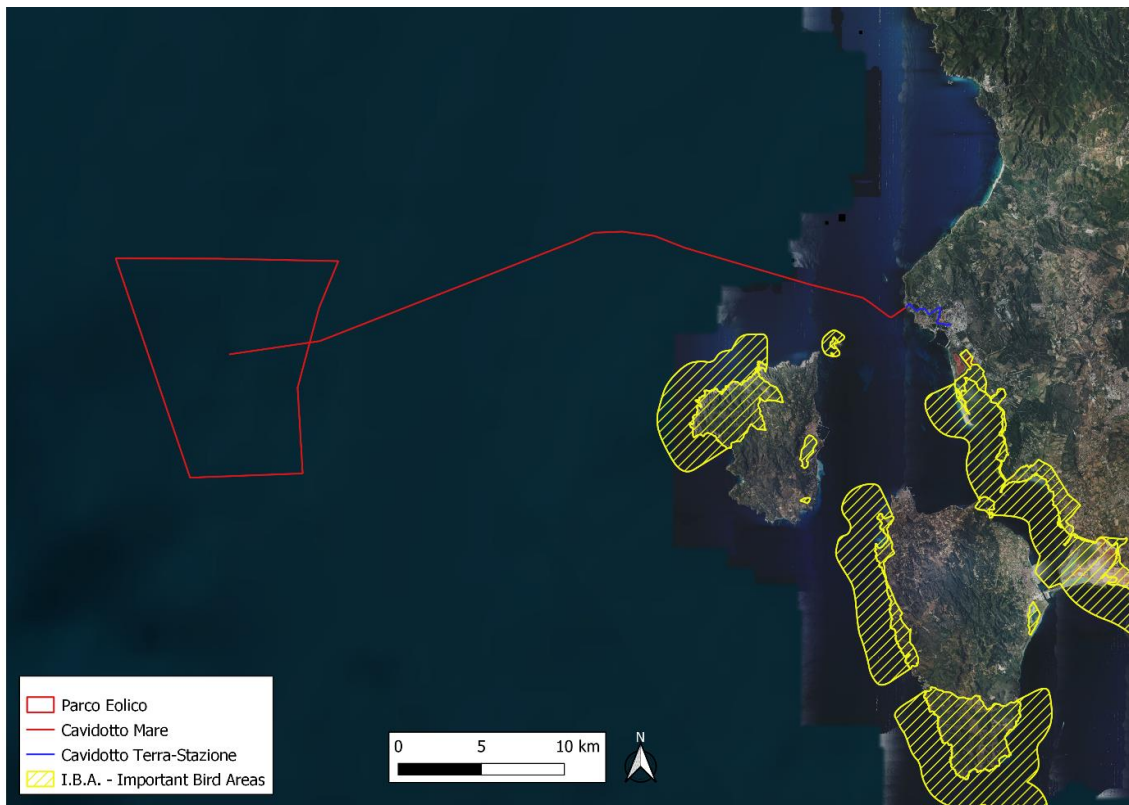 Parco Eolico
Cavidotto Mare
Cavidotto Terra-Stazione
I.B.A. - Important Bird Areas
0 5 10 km
N